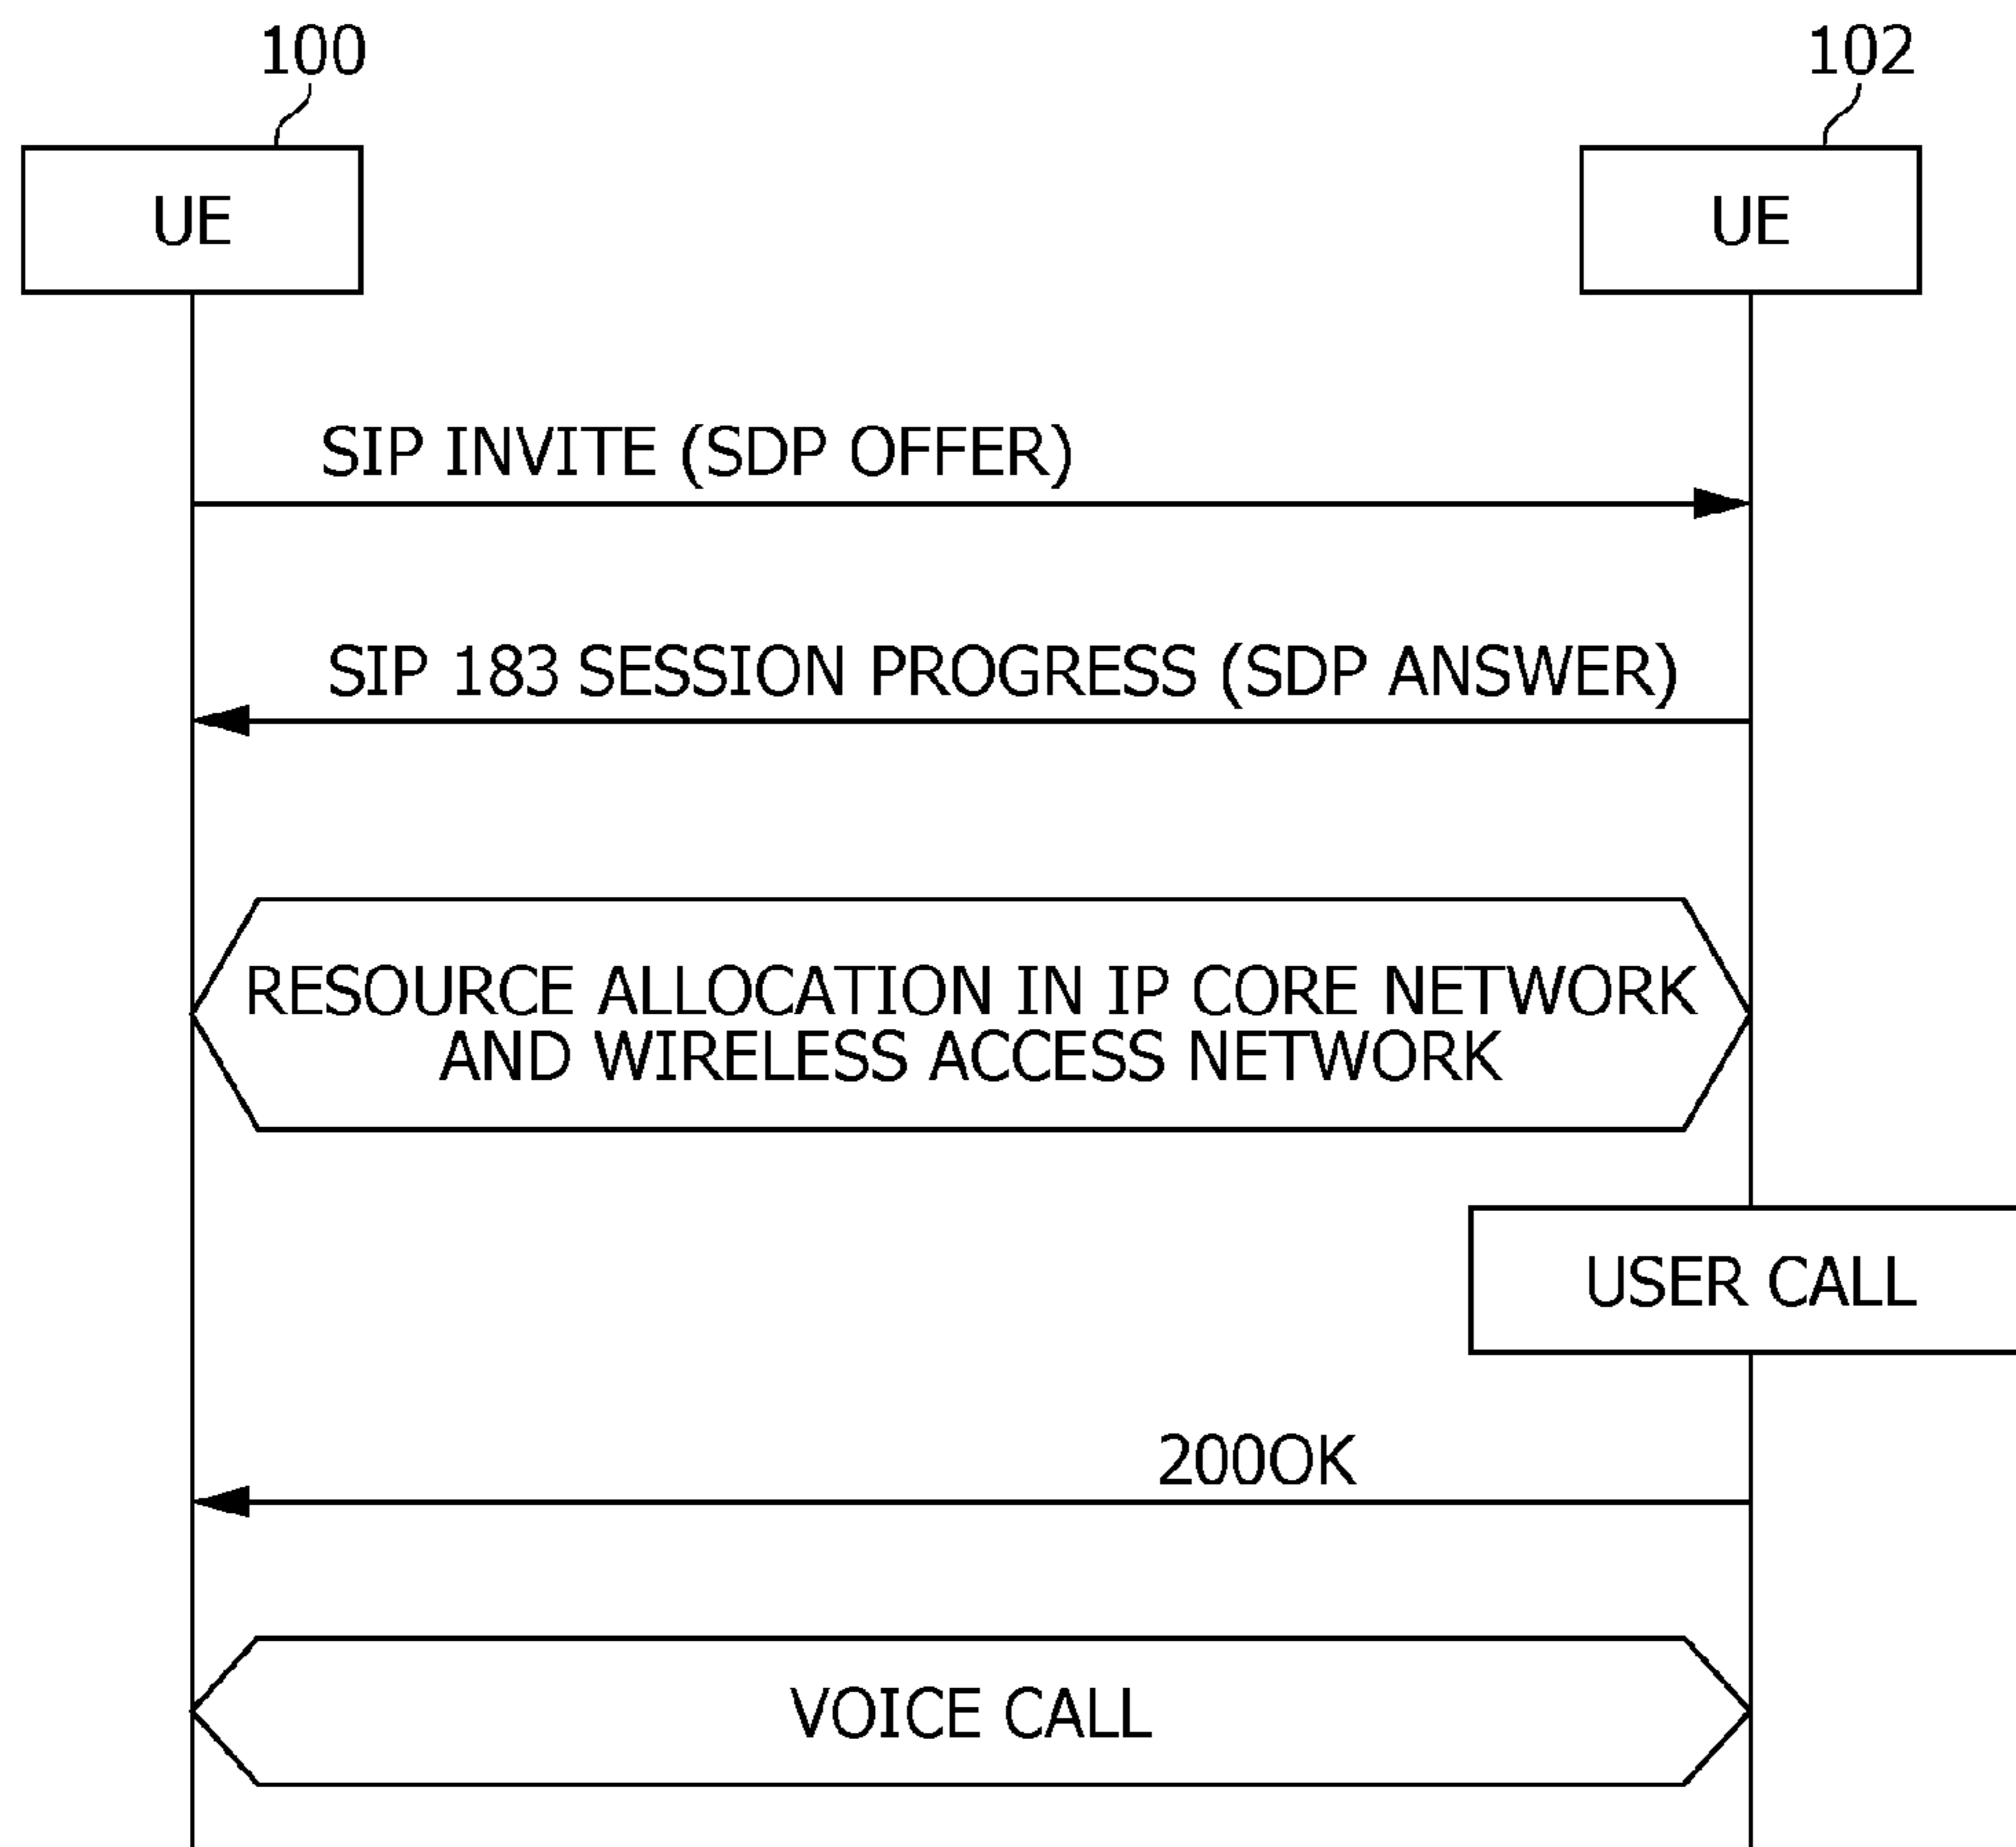 100
102
UE
UE
SIP INVITE (SDP OFFER)
SIP 183 SESSION PROGRESS (SDP ANSWER)
RESOURCE ALLOCATION IN IP CORE NETWORK
AND WIRELESS ACCESS NETWORK
USER CALL
200OK
VOICE CALL